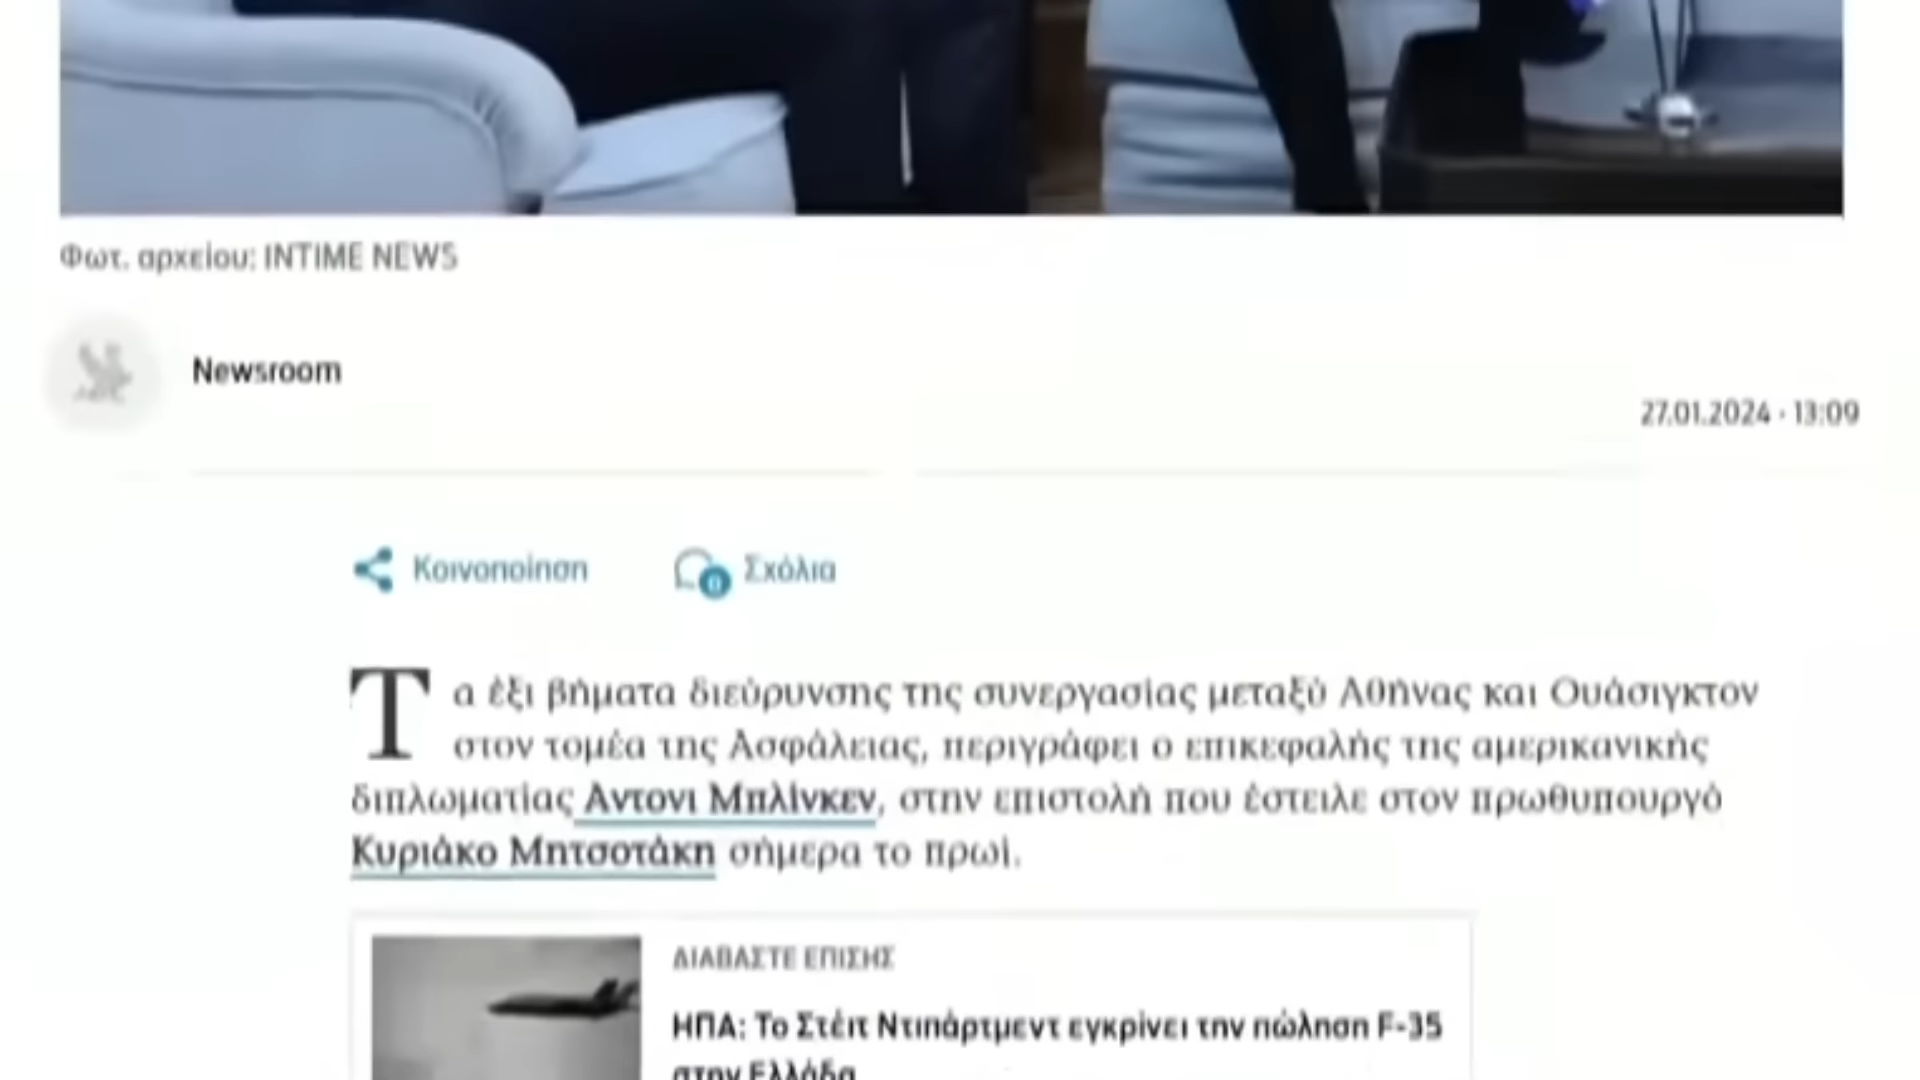 Φωτ. αρχείου: INTIME NEWS
Newsroom
27.01.2024 · 13:09
Κοινοποίηση
0 Σχόλια
Τα έξι βήματα διεύρυνσης της συνεργασίας μεταξύ Αθήνας και Ουάσιγκτον
στον τομέα της Ασφάλειας, περιγράφει ο επικεφαλής της αμερικανικής
διπλωματίας Αντονι Μπλίνκεν, στην επιστολή που έστειλε στον πρωθυπουργό
Κυριάκο Μητσοτάκη σήμερα το πρωί.
ΔΙΑΒΑΣΤΕ ΕΠΙΣΗΣ
ΗΠΑ: Το Στέιτ Ντιπάρτμεντ εγκρίνει την πώληση F-35
στην Ελλάδα